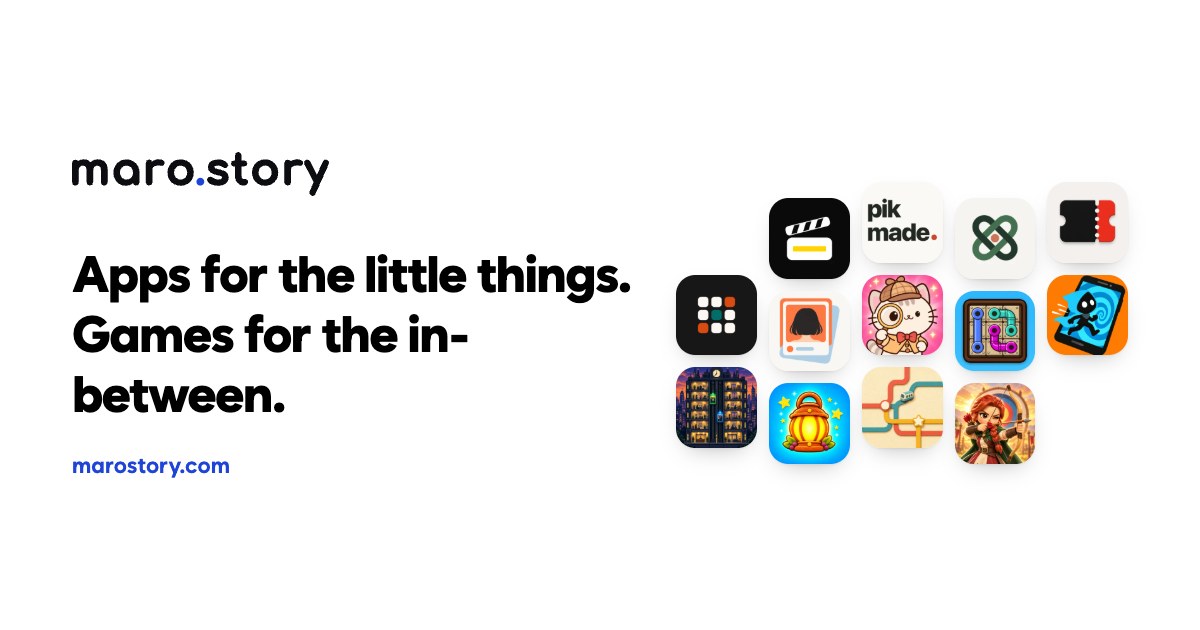 maro.story
Apps for the little things.
Games for the in-
between.
marostory.com
pik
made.